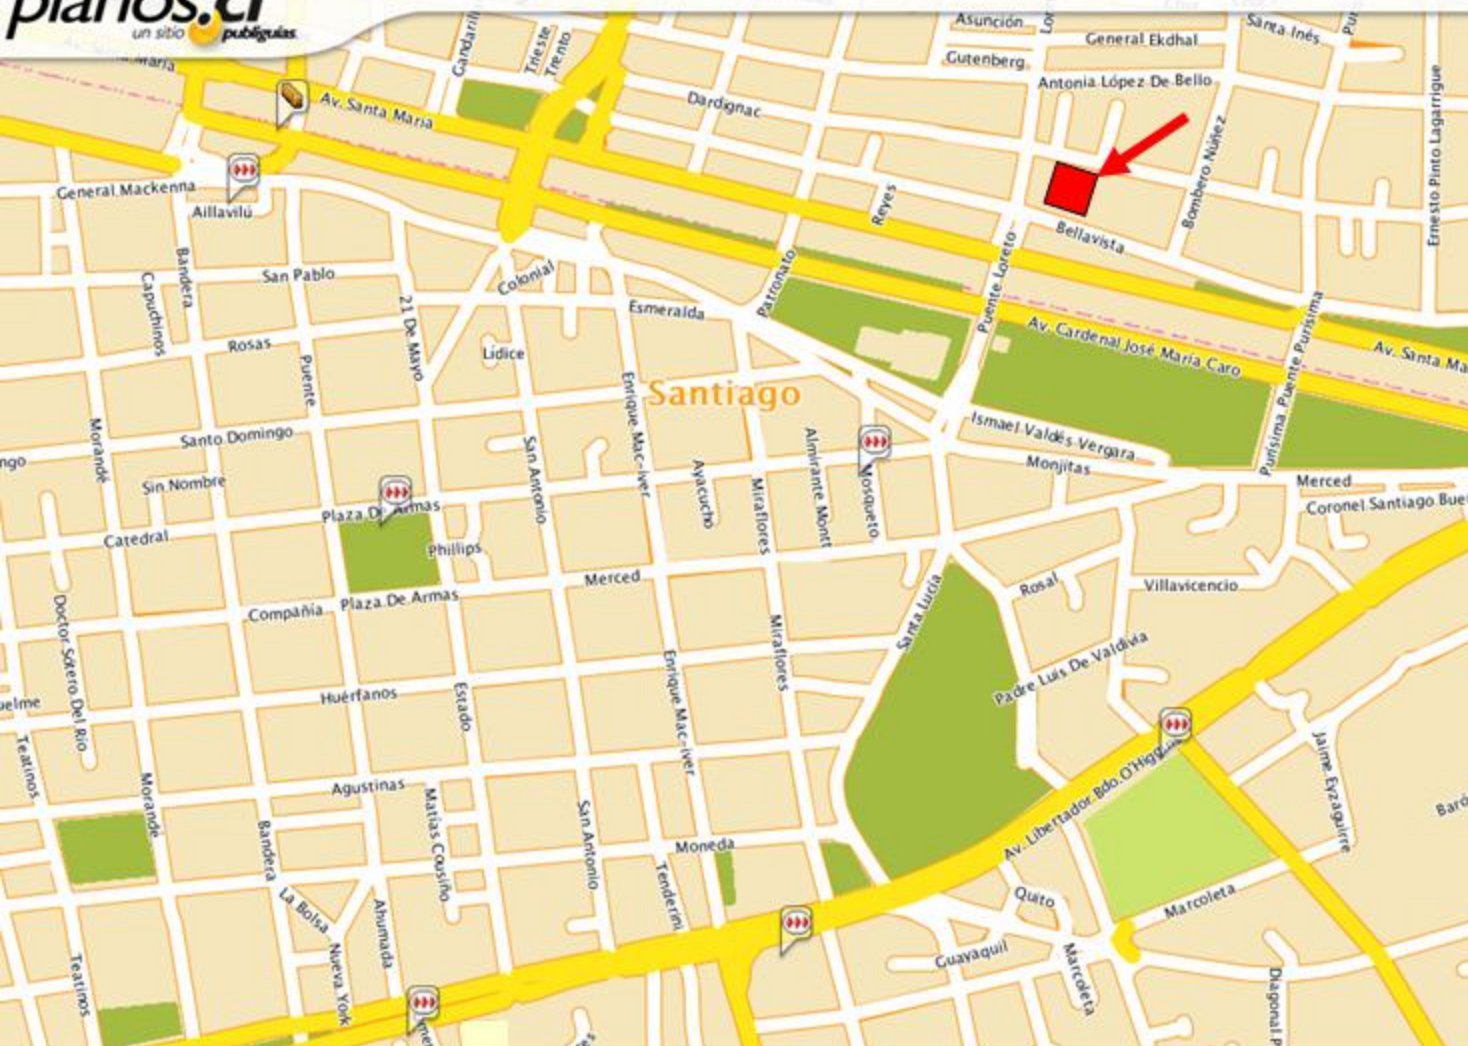 planos.cl
un sitio publiguías
Asunción
General Ekdhal
Santa Inés
Gutenberg
Antonia López De Bello
Ernesto Pinto Lagarrigue
Gandarill
Trieste
Trento
Av. Santa María
Dardignac
Bombero Núñez
General Mackenna
Aillavilú
Reyes
Bellavista
Bandera
Capuchinos
San Pablo
Colonial
Patronato
Puente Loreto
21 De Mayo
Esmeralda
Av. Cardenal José María Caro
Av. Santa Ma
Purísima Puente Purísima
Rosas
Lídice
Puente
Enrique Mac-iver
Santiago
Morandé
Santo Domingo
San Antonio
Almirante Montt
Mosqueto
Ismael Valdés Vergara
Monjitas
ngo
Sin Nombre
Ayacucho
Miraflores
Merced
Coronel Santiago Bue
Plaza De Armas
Catedral
Phillips
Merced
Rosal
Villavicencio
Compañía
Plaza De Armas
Santa Lucía
Doctor Sótero Del Río
Miraflores
Padre Luis De Valdivia
Huérfanos
Estado
Enrique Mac-iver
uelme
Teatinos
Jaime Eyzaguirre
Morandé
Agustinas
Matías Cousiño
San Antonio
Av. Libertador Bdo. O'Higgins
Baró
Bandera
Moneda
Tenderini
La Bolsa
Ahumada
Quito
Marcoleta
Nueva York
Guayaquil
Marcoleta
Teatinos
Diagonal P